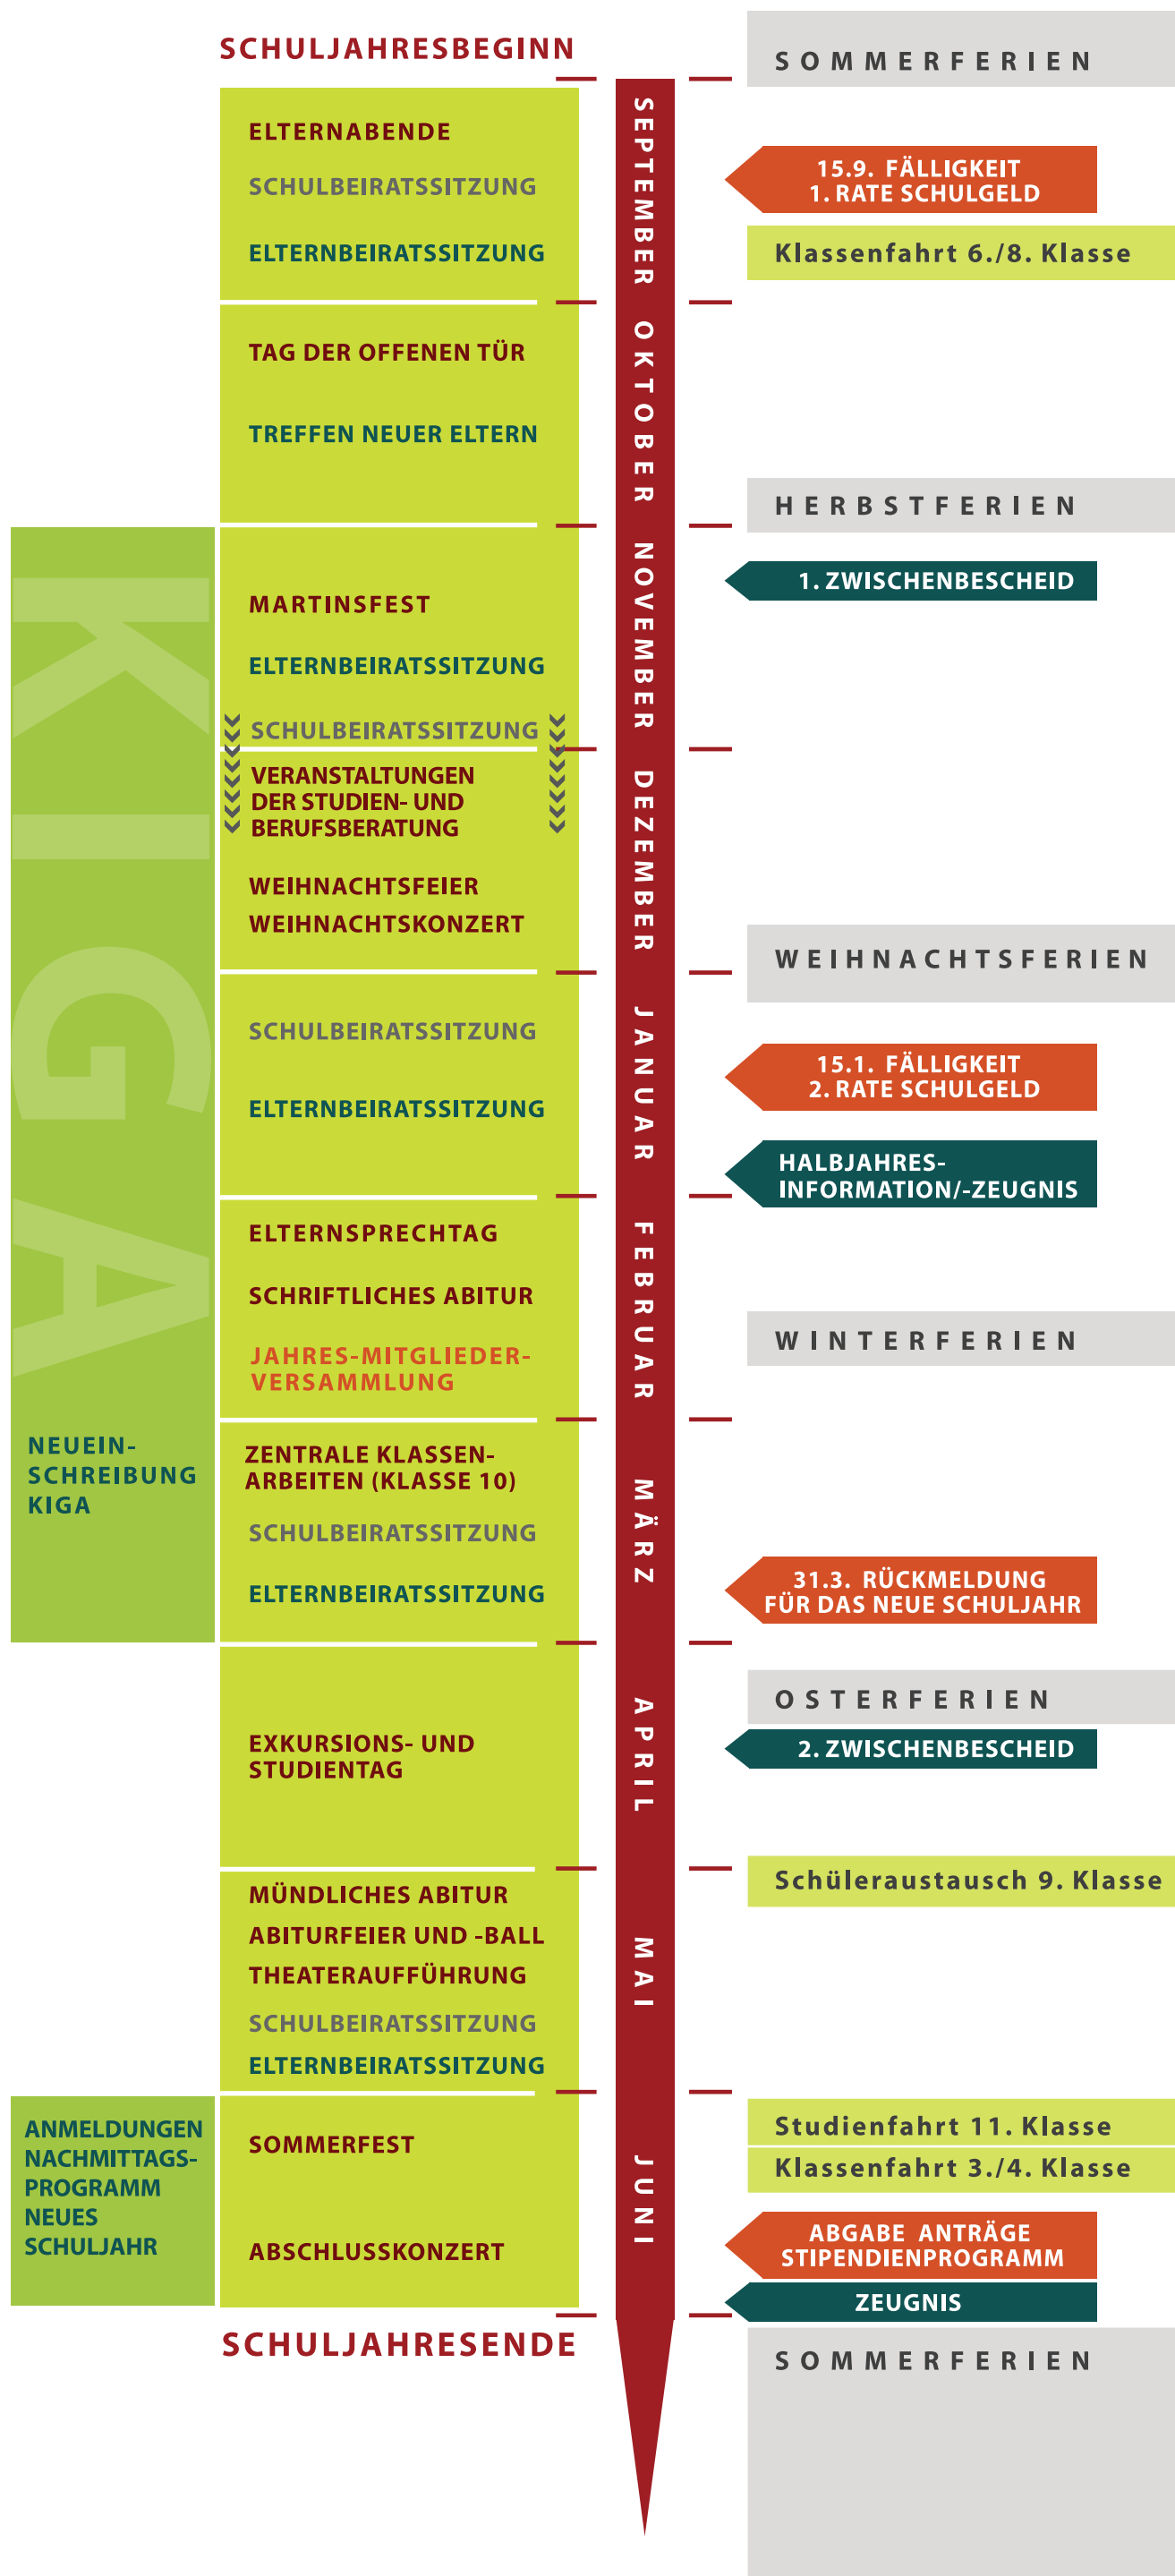 SCHULJAHRESBEGINN
SOMMERFERIEN
SEPTEMBER
ELTERNABENDE
SCHULBEIRATSSITZUNG
ELTERNBEIRATSSITZUNG
15.9. FÄLLIGKEIT
1. RATE SCHULGELD
Klassenfahrt 6./8. Klasse
OKTOBER
TAG DER OFFENEN TÜR
TREFFEN NEUER ELTERN
HERBSTFERIEN
KIGA
NOVEMBER
MARTINSFEST
ELTERNBEIRATSSITZUNG
SCHULBEIRATSSITZUNG
1. ZWISCHENBESCHEID
DEZEMBER
VERANSTALTUNGEN
DER STUDIEN- UND
BERUFSBERATUNG
WEIHNACHTSFEIER
WEIHNACHTSKONZERT
WEIHNACHTSFERIEN
JANUAR
SCHULBEIRATSSITZUNG
ELTERNBEIRATSSITZUNG
15.1. FÄLLIGKEIT
2. RATE SCHULGELD
HALBJAHRES-
INFORMATION/-ZEUGNIS
FEBRUAR
ELTERNSPRECHTAG
SCHRIFTLICHES ABITUR
JAHRES-MITGLIEDER-
VERSAMMLUNG
WINTERFERIEN
NEUEIN-
SCHREIBUNG
KIGA
MÄRZ
ZENTRALE KLASSEN-
ARBEITEN (KLASSE 10)
SCHULBEIRATSSITZUNG
ELTERNBEIRATSSITZUNG
31.3. RÜCKMELDUNG
FÜR DAS NEUE SCHULJAHR
APRIL
EXKURSIONS- UND
STUDIENTAG
OSTERFERIEN
2. ZWISCHENBESCHEID
MAI
MÜNDLICHES ABITUR
ABITURFEIER UND -BALL
THEATERAUFFÜHRUNG
SCHULBEIRATSSITZUNG
ELTERNBEIRATSSITZUNG
Schüleraustausch 9. Klasse
ANMELDUNGEN
NACHMITTAGS-
PROGRAMM
NEUES
SCHULJAHR
JUNI
SOMMERFEST
ABSCHLUSSKONZERT
Studienfahrt 11. Klasse
Klassenfahrt 3./4. Klasse
ABGABE ANTRÄGE
STIPENDIENPROGRAMM
ZEUGNIS
SCHULJAHRESENDE
SOMMERFERIEN